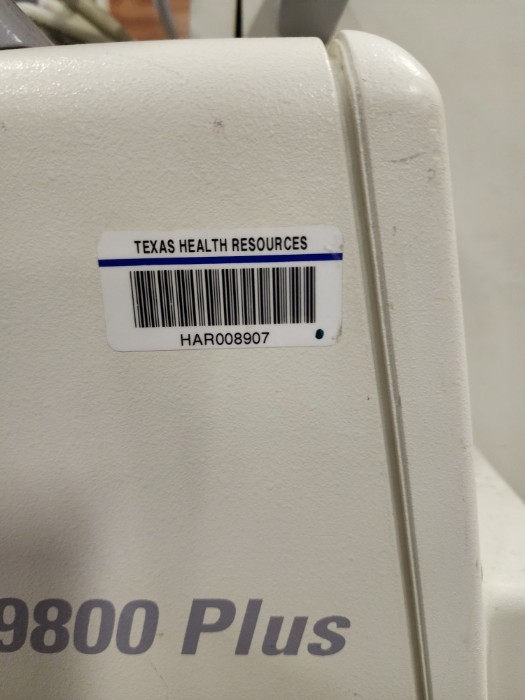 TEXAS HEALTH RESOURCES
HAR008907
9800 Plus